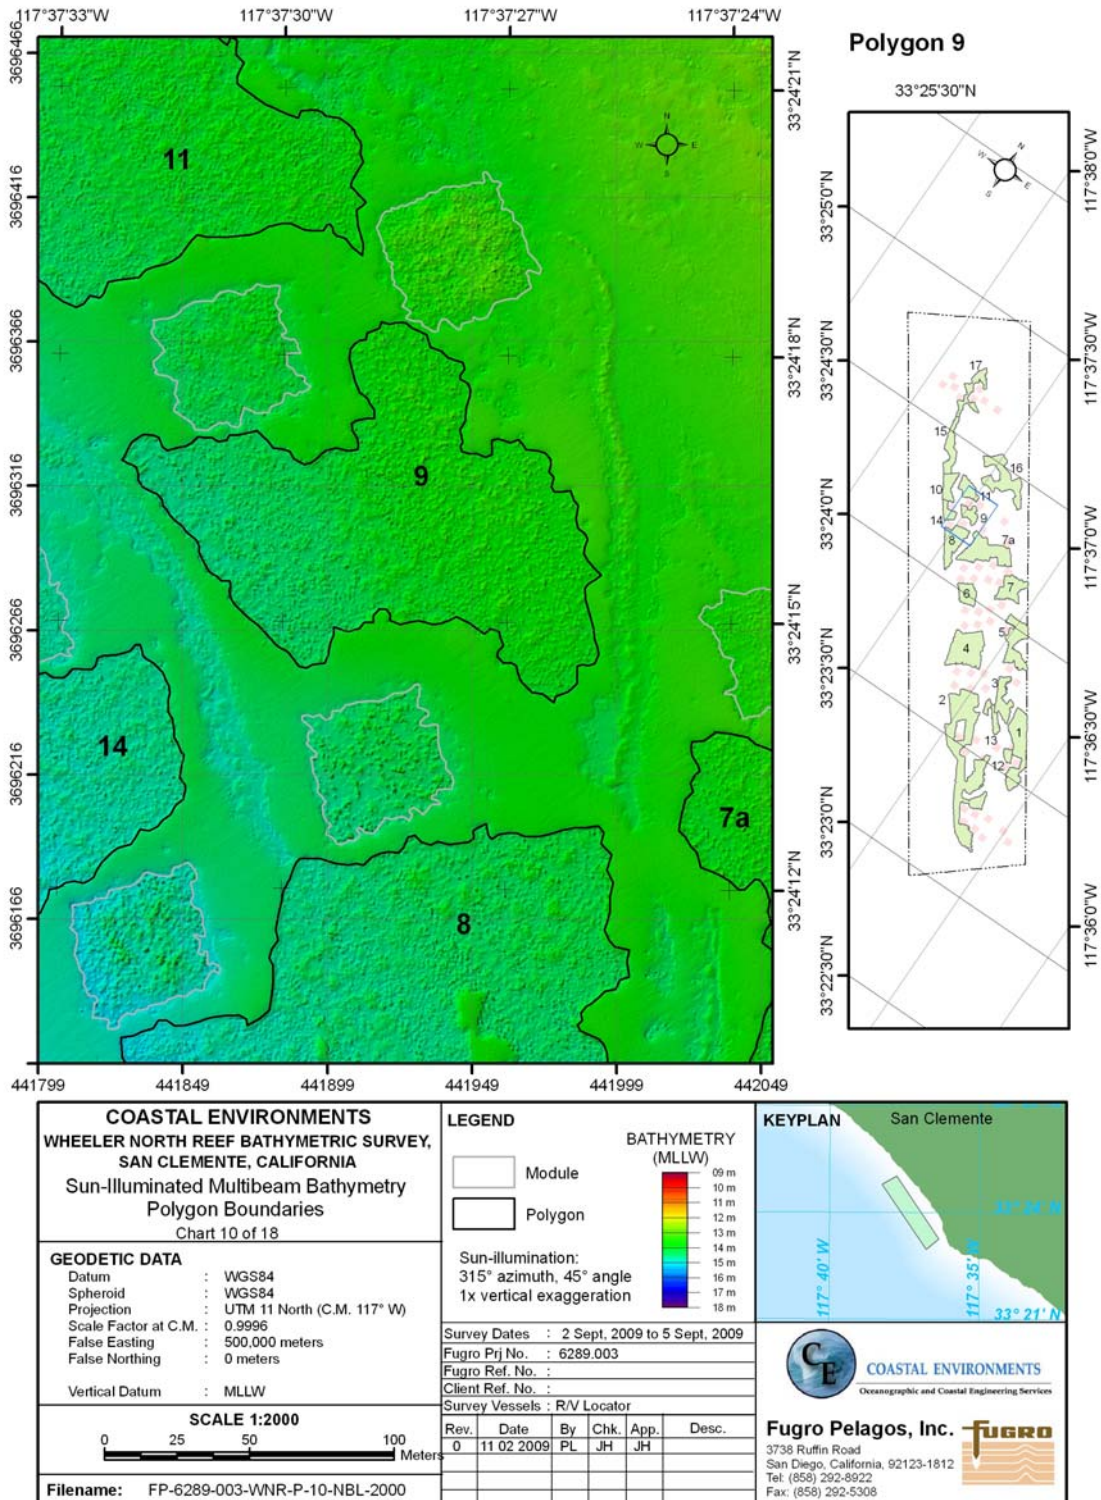 117°37'33"W 117°37'30"W 117°37'27"W 117°37'24"W
Polygon 9
33°25'30"N
3696466
3696416
3696366
3696316
3696266
3696216
3696166
33°24'21"N
33°24'18"N
33°24'15"N
33°24'12"N
N
W E
S
11
9
14
7a
8
441799 441849 441899 441949 441999 442049
33°25'0"N
33°24'30"N
33°24'0"N
33°23'30"N
33°23'0"N
33°22'30"N
117°38'0"W
117°37'30"W
117°37'0"W
117°36'30"W
117°36'0"W
N
W E
S
17
15
16
10
11
14
9
8
7a
7
6
5
4
3
2
13
1
12
COASTAL ENVIRONMENTS
WHEELER NORTH REEF BATHYMETRIC SURVEY,
SAN CLEMENTE, CALIFORNIA
Sun-Illuminated Multibeam Bathymetry
Polygon Boundaries
Chart 10 of 18
GEODETIC DATA
Datum : WGS84
Spheroid : WGS84
Projection : UTM 11 North (C.M. 117° W)
Scale Factor at C.M. : 0.9996
False Easting : 500,000 meters
False Northing : 0 meters
Vertical Datum : MLLW
SCALE 1:2000
0 25 50 100
Meters
Filename: FP-6289-003-WNR-P-10-NBL-2000
LEGEND
Module
Polygon
BATHYMETRY
(MLLW)
09 m
10 m
11 m
12 m
13 m
14 m
15 m
16 m
17 m
18 m
Sun-illumination:
315° azimuth, 45° angle
1x vertical exaggeration
Survey Dates : 2 Sept, 2009 to 5 Sept, 2009
Fugro Prj No. : 6289.003
Fugro Ref. No. :
Client Ref. No. :
Survey Vessels : R/V Locator
Rev. Date By Chk. App. Desc.
0 11 02 2009 PL JH JH
KEYPLAN
San Clemente
33° 24' N
117° 40' W
117° 35' W
33° 21' N
CE
COASTAL ENVIRONMENTS
Oceanographic and Coastal Engineering Services
Fugro Pelagos, Inc.
3738 Ruffin Road
San Diego, California, 92123-1812
Tel: (858) 292-8922
Fax: (858) 292-5308
FUGRO